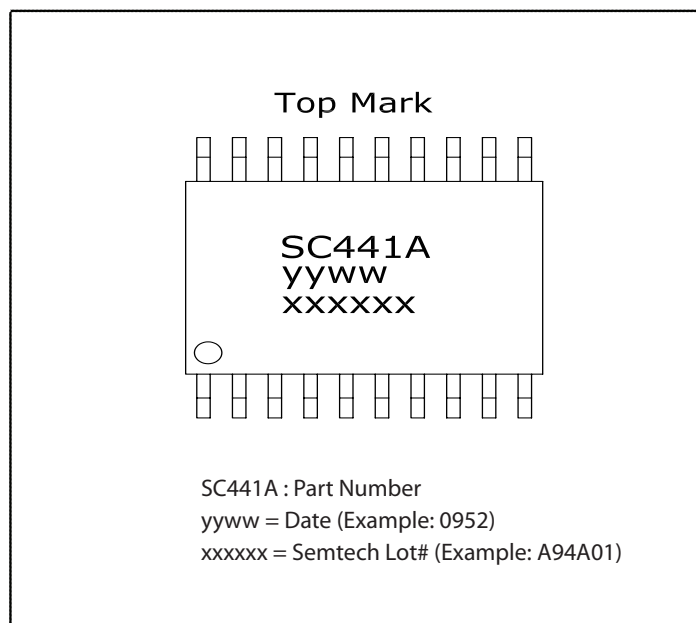 Top Mark
SC441A
yyww
xxxxxx
SC441A : Part Number
yyww = Date (Example: 0952)
xxxxxx = Semtech Lot# (Example: A94A01)